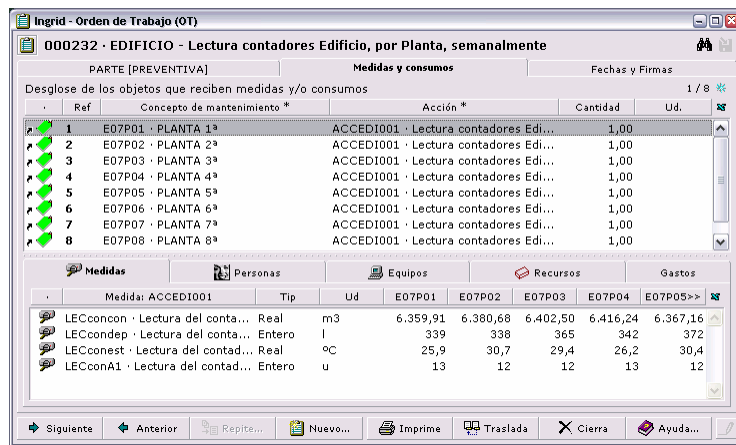 Ingrid - Orden de Trabajo (OT)
000232 · EDIFICIO - Lectura contadores Edificio, por Planta, semanalmente
PARTE [PREVENTIVA] Medidas y consumos Fechas y Firmas
Desglose de los objetos que reciben medidas y/o consumos 1 / 8
· Ref Concepto de mantenimiento * Acción * Cantidad Ud.
1 E07P01 · PLANTA 1ª ACCEDI001 · Lectura contadores Edi... 1,00
2 E07P02 · PLANTA 2ª ACCEDI001 · Lectura contadores Edi... 1,00
3 E07P03 · PLANTA 3ª ACCEDI001 · Lectura contadores Edi... 1,00
4 E07P04 · PLANTA 4ª ACCEDI001 · Lectura contadores Edi... 1,00
5 E07P05 · PLANTA 5ª ACCEDI001 · Lectura contadores Edi... 1,00
6 E07P06 · PLANTA 6ª ACCEDI001 · Lectura contadores Edi... 1,00
7 E07P07 · PLANTA 7ª ACCEDI001 · Lectura contadores Edi... 1,00
8 E07P08 · PLANTA 8ª ACCEDI001 · Lectura contadores Edi... 1,00
Medidas Personas Equipos Recursos Gastos
· Medida: ACCEDI001 Tip Ud E07P01 E07P02 E07P03 E07P04 E07P05>>
LECconcon · Lectura del conta... Real m3 6.359,91 6.380,68 6.402,50 6.416,24 6.367,16
LECcondep · Lectura del conta... Entero l 339 338 365 342 372
LECconest · Lectura del contad... Real ºC 25,9 30,7 29,4 26,2 30,4
LECconA1 · Lectura del contad... Entero u 13 12 12 13 12
Siguiente Anterior Repite... Nuevo... Imprime Traslada Cierra Ayuda...